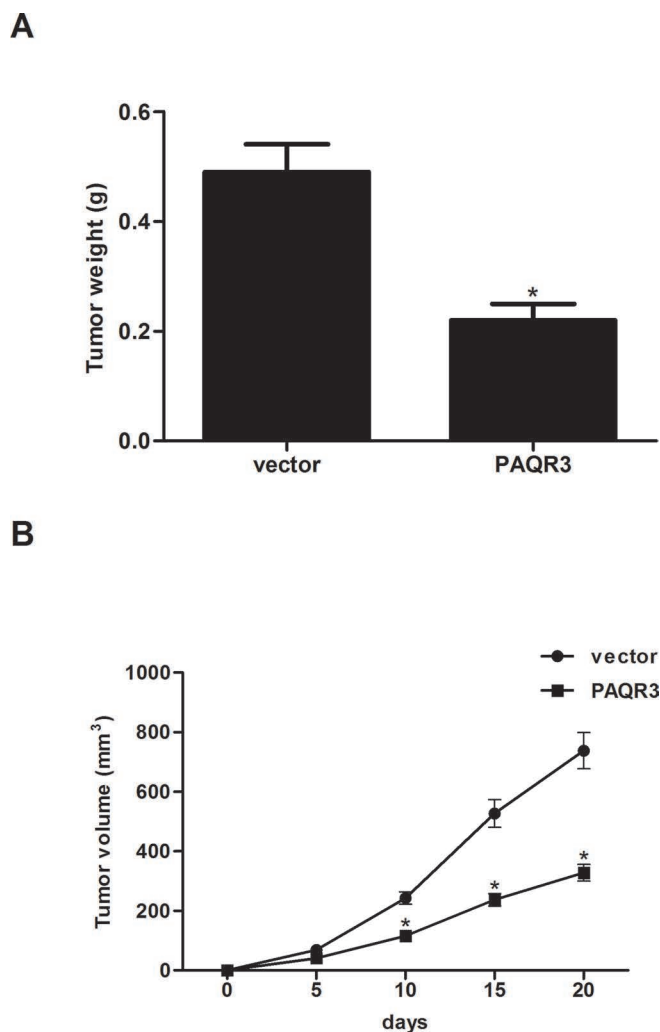 A
Tumor weight (g)
0.6
0.4
0.2
0.0
*
vector PAQR3
B
vector
PAQR3
Tumor volume (mm³)
1000
800
600
400
200
0
*
*
*
0 5 10 15 20
days